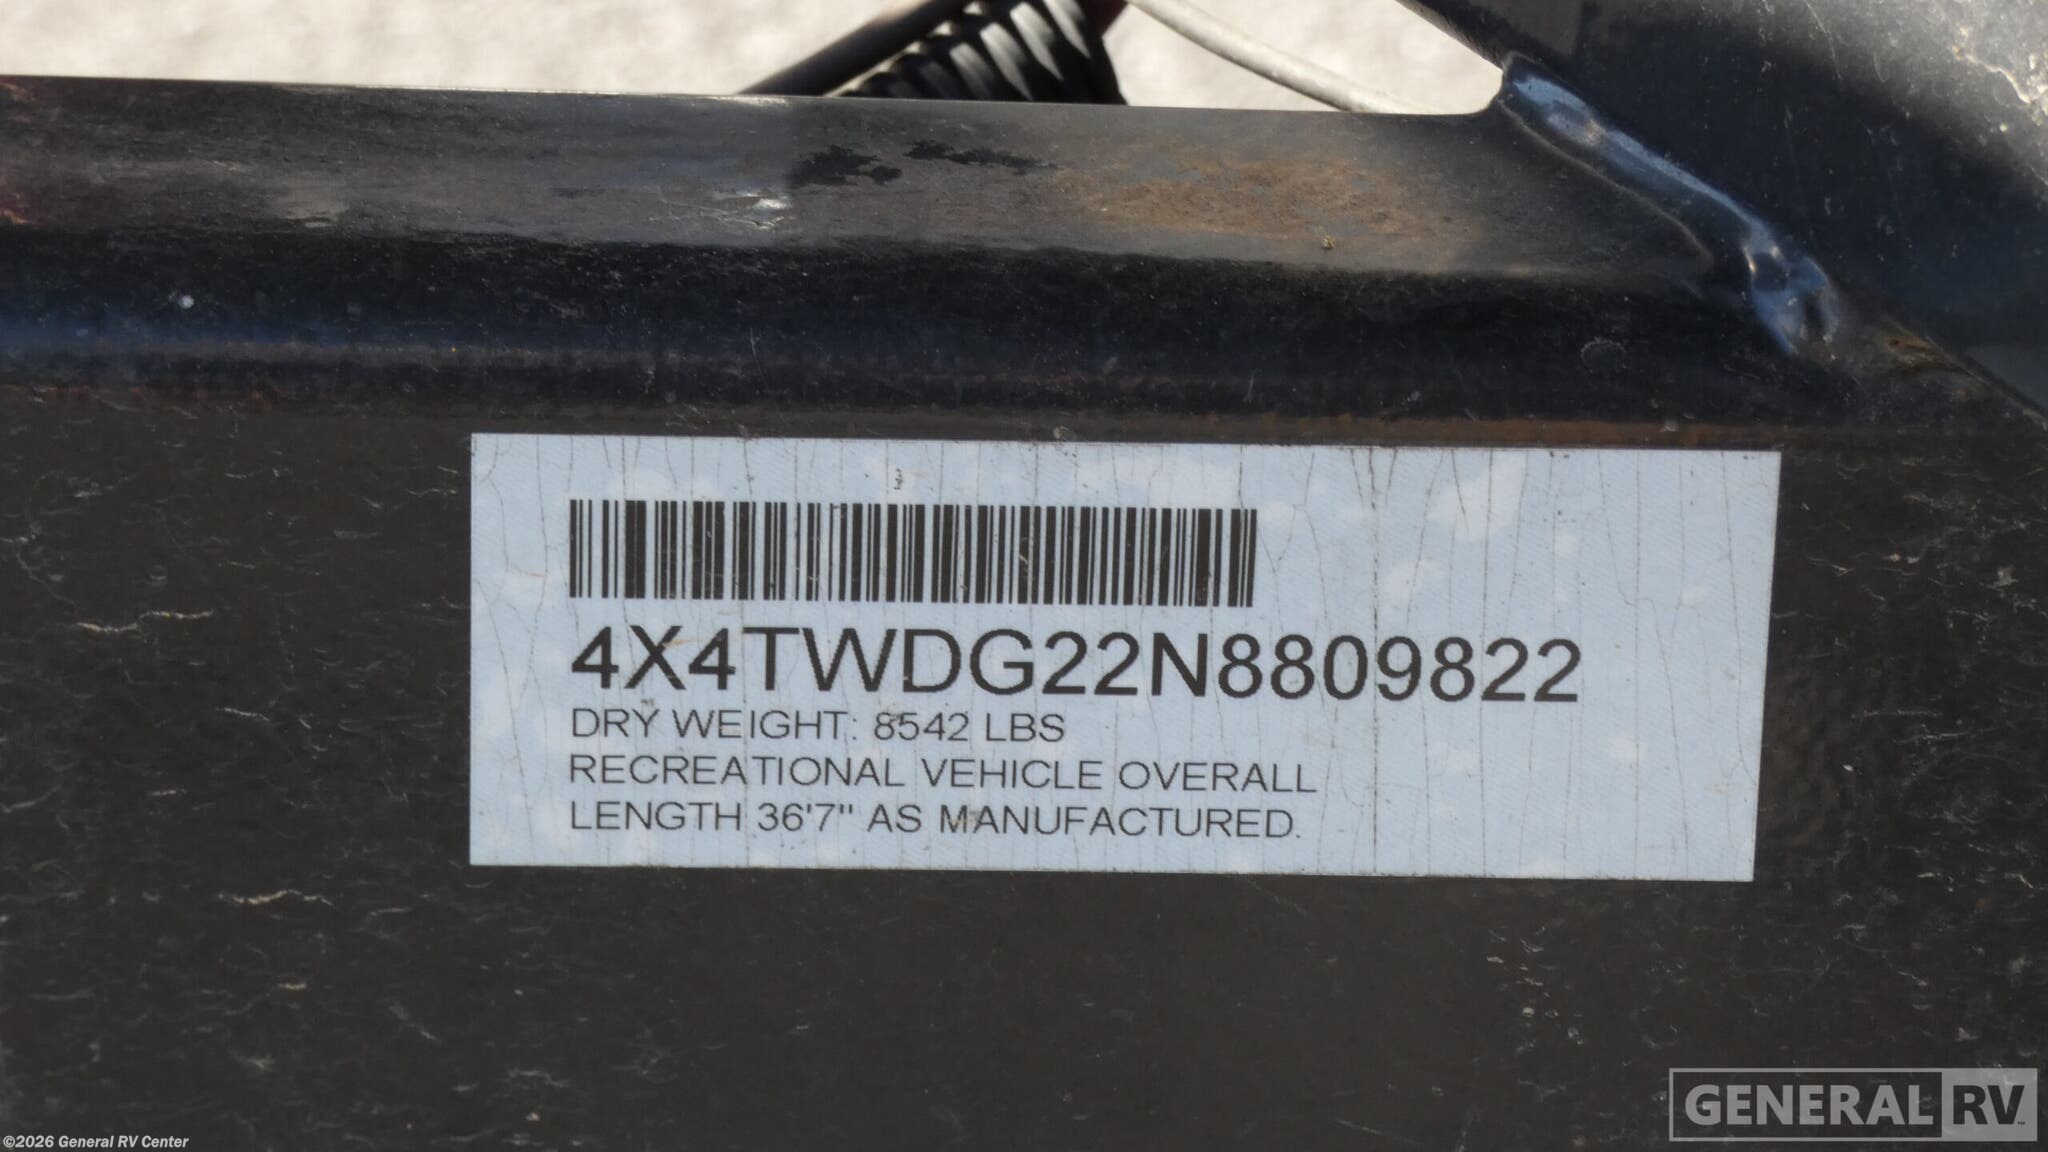 4X4TWDG22N8809822
DRY WEIGHT: 8542 LBS
RECREATIONAL VEHICLE OVERALL
LENGTH 36'7" AS MANUFACTURED.
GENERAL RV
©2026 General RV Center